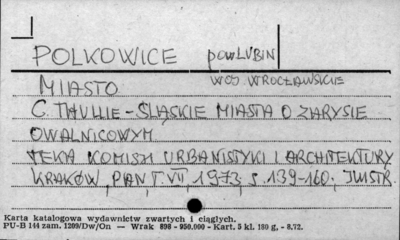 POLKOWICE pow LUBIN
WOJ WROCŁAWSKIE
MIASTO
C. THULLIE - ŚLĄSKIE MIASTA O ZARYSIE
OWALNICOWYM
TEKA KOMISJI URBANISTYKI I ARCHITEKTURY
KRAKÓW, PAN, T. VII, 1973, s. 139-160, ILUSTR.
Karta katalogowa wydawnictw zwartych i ciągłych.
PU-B 144 zam. 1209/Dw/On — Wrak 898 - 950.000 - Kart. 5 kl. 180 g, - 8.72.